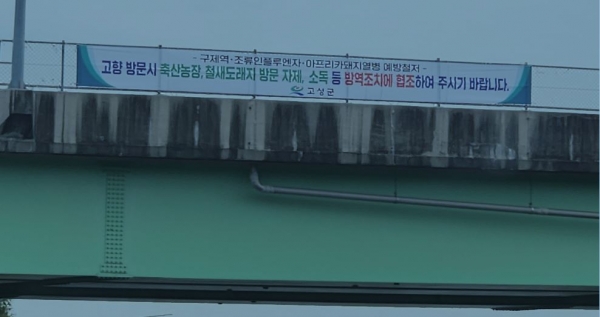 - 구제역·조류인플루엔자·아프리카돼지열병 예방철저 -
고향 방문시 축산농장, 철새도래지 방문 자제, 소독 등 방역조치에 협조하여 주시기 바랍니다.
고성군